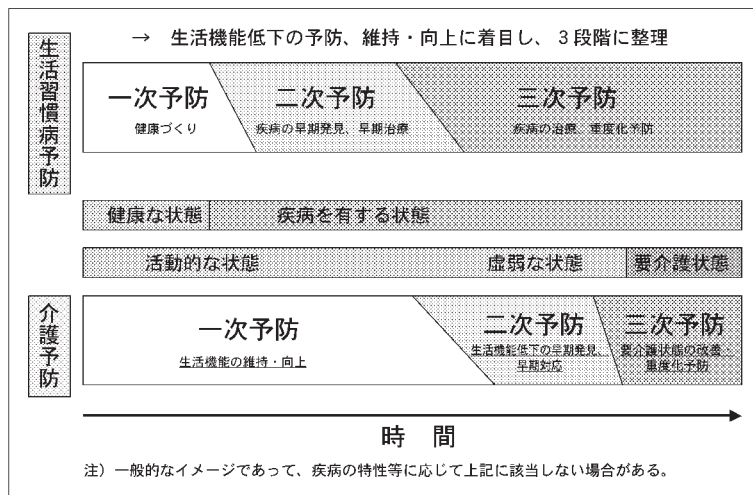 → 生活機能低下の予防、維持・向上に着目し、3段階に整理
生活習慣病予防
一次予防
健康づくり
二次予防
疾病の早期発見、早期治療
三次予防
疾病の治療、重度化予防
健康な状態
疾病を有する状態
活動的な状態
虚弱な状態
要介護状態
介護予防
一次予防
生活機能の維持・向上
二次予防
生活機能低下の早期発見、
早期対応
三次予防
要介護状態の改善
重度化予防
時 間
注)一般的なイメージであって、疾病の特性等に応じて上記に該当しない場合がある。